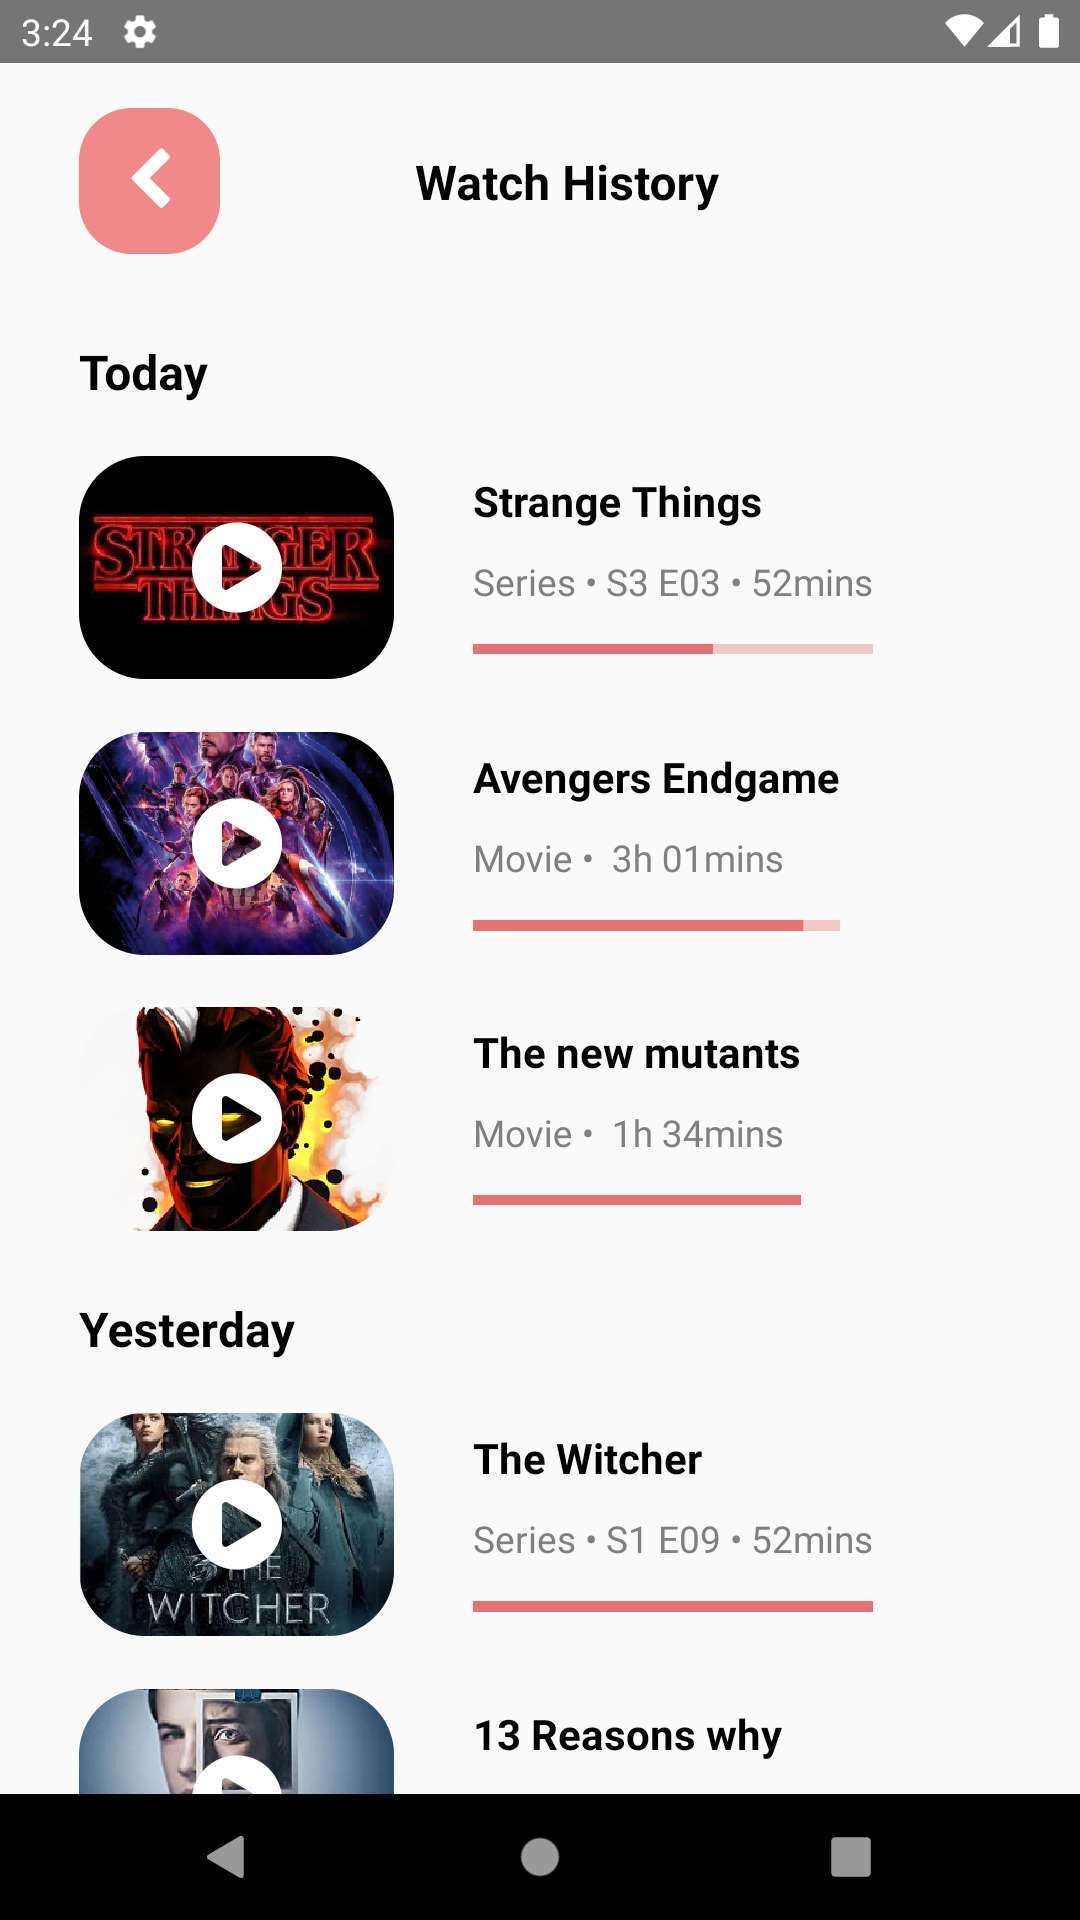 3:24
Watch History
Today
STRANGER
THINGS
Strange Things
Series • S3 E03 • 52mins
Avengers Endgame
Movie • 3h 01mins
The new mutants
Movie • 1h 34mins
Yesterday
THE
WITCHER
The Witcher
Series • S1 E09 • 52mins
13 Reasons why